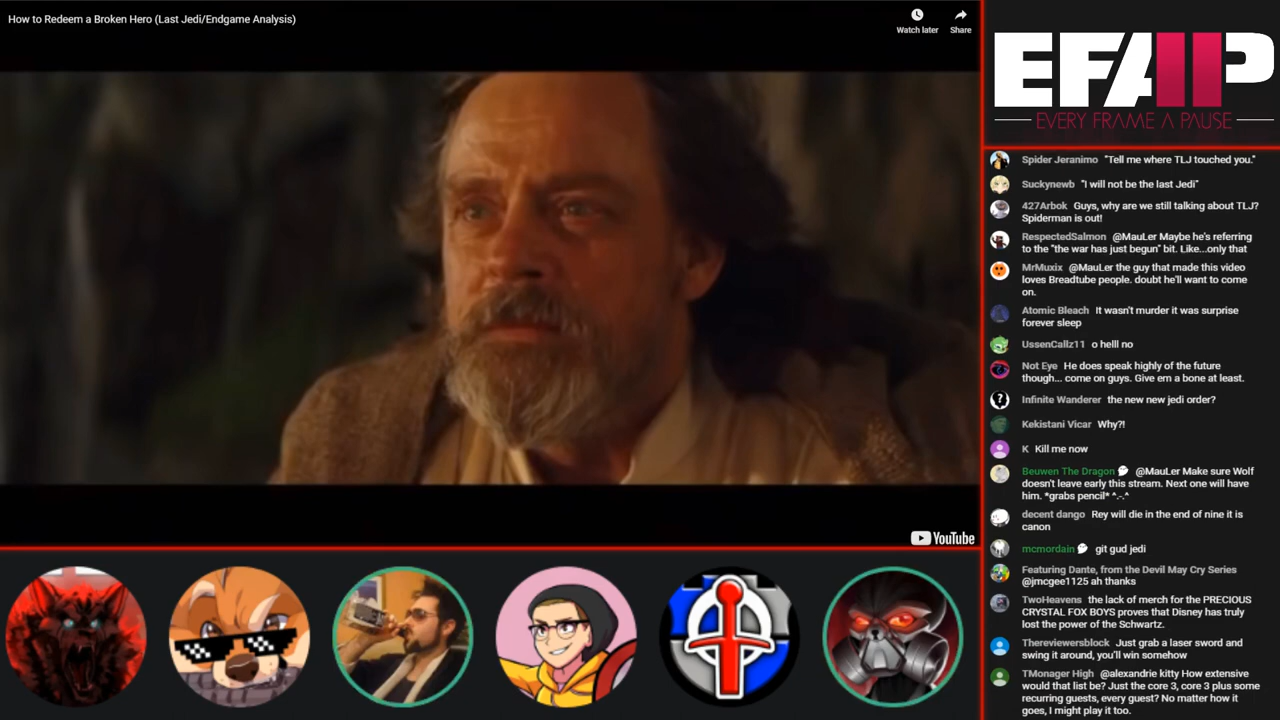 How to Redeem a Broken Hero (Last Jedi/Endgame Analysis)
Watch later
Share
YouTube
EFAP
EVERY FRAME A PAUSE
Spider Jeranimo "Tell me where TLJ touched you."
Suckynewb "I will not be the last Jedi"
427Arbok Guys, why are we still talking about TLJ?
Spiderman is out!
RespectedSalmon @MauLer Maybe he's referring
to the "the war has just begun" bit. Like...only that
MrMuxix @MauLer the guy that made this video
loves Breadtube people. doubt he'll want to come
on.
Atomic Bleach It wasn't murder it was surprise
forever sleep
UssenCallz11 o helll no
Not Eye He does speak highly of the future
though... come on guys. Give em a bone at least.
Infinite Wanderer the new new jedi order?
Kekistani Vicar Why?!
K Kill me now
Beuwen The Dragon @MauLer Make sure Wolf
doesn't leave early this stream. Next one will have
him. *grabs pencil* ^.-.^
decent dango Rey will die in the end of nine it is
canon
mcmordain git gud jedi
Featuring Dante, from the Devil May Cry Series
@jmcgee1125 ah thanks
TwoHeavens the lack of merch for the PRECIOUS
CRYSTAL FOX BOYS proves that Disney has truly
lost the power of the Schwartz.
Thereviewersblock Just grab a laser sword and
swing it around, you'll win somehow
TMonager High @alexandrie kitty How extensive
would that list be? Just the core 3, core 3 plus some
recurring guests, every guest? No matter how it
goes, I might play it too.